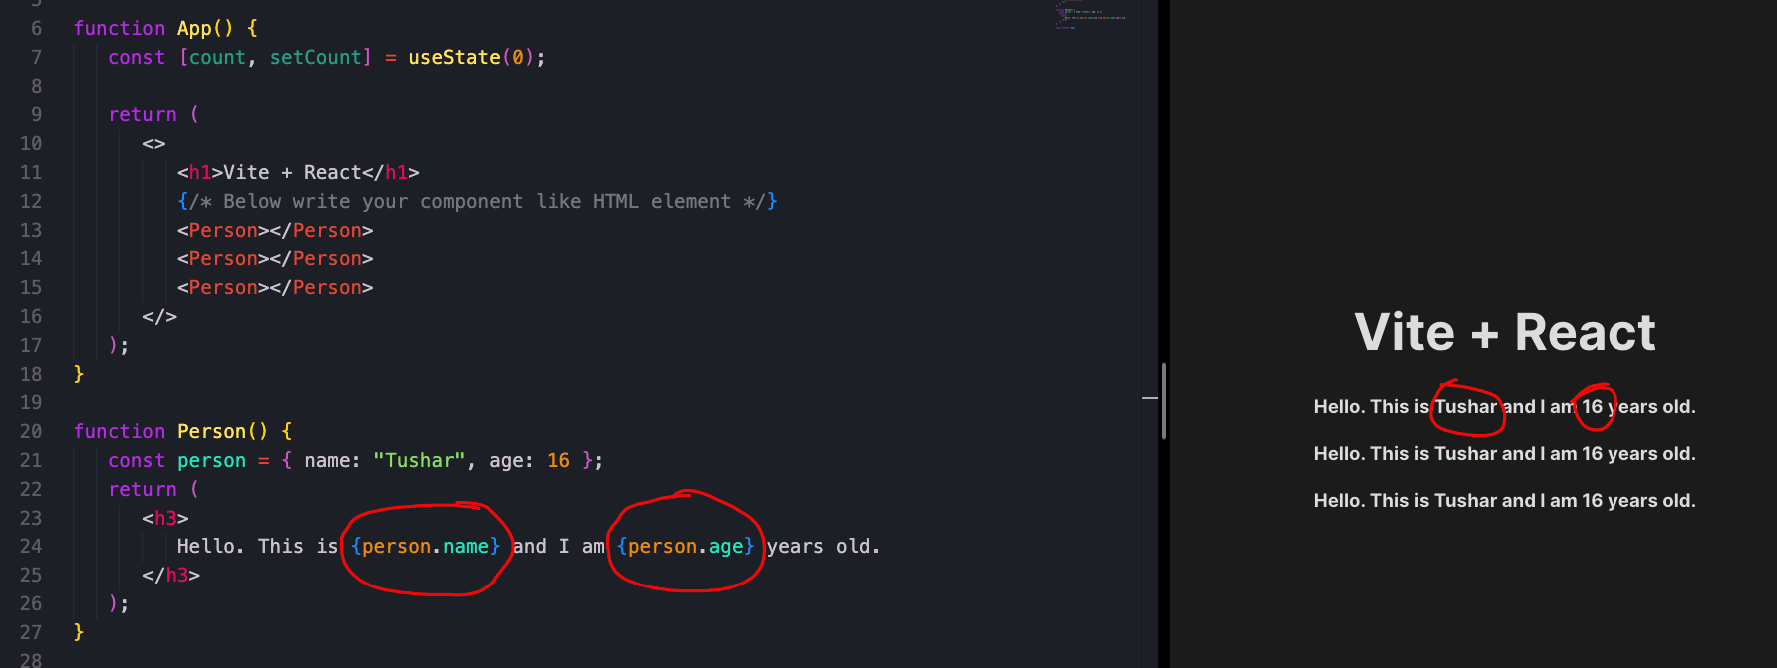 5
6 function App() {
7 const [count, setCount] = useState(0);
8
9 return (
10 <>
11 <h1>Vite + React</h1>
12 {/* Below write your component like HTML element */}
13 <Person></Person>
14 <Person></Person>
15 <Person></Person>
16 </>
17 );
18 }
19
20 function Person() {
21 const person = { name: "Tushar", age: 16 };
22 return (
23 <h3>
24 Hello. This is {person.name} and I am {person.age} years old.
25 </h3>
26 );
27 }
28
Vite + React
Hello. This is Tushar and I am 16 years old.
Hello. This is Tushar and I am 16 years old.
Hello. This is Tushar and I am 16 years old.